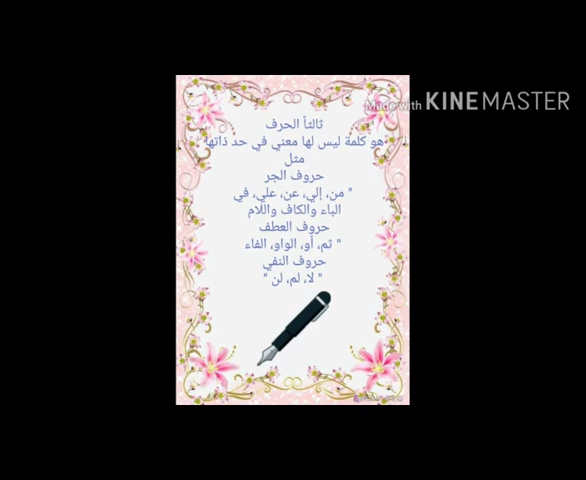 Made with KINEMASTER
ثالثاً الحرف
هو كلمة ليس لها معني في حد ذاتها
مثل
حروف الجر
" من، إلي، عن، علي، في
الباء والكاف واللام
حروف العطف
" ثم، أو، الواو، الفاء
حروف النفي
" لا، لم، لن "